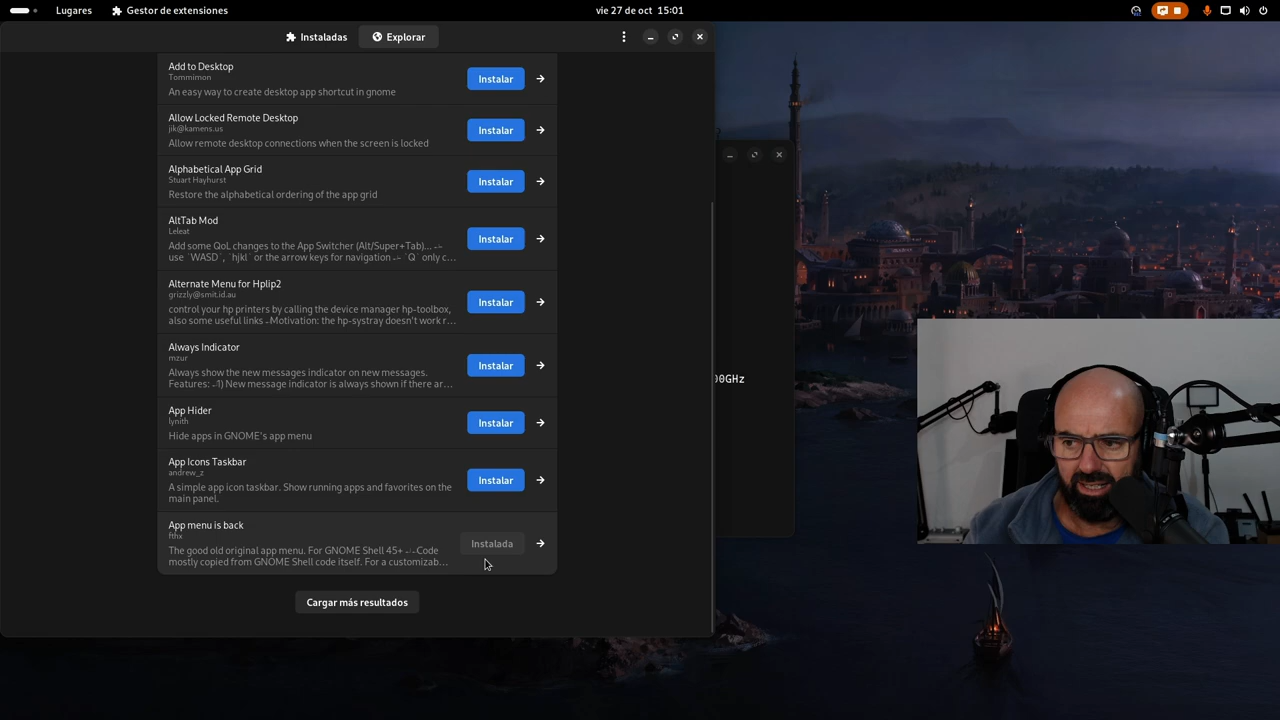 Lugares
Gestor de extensiones
vie 27 de oct 15:01
Instaladas
Explorar
Add to Desktop
Tommimon
An easy way to create desktop app shortcut in gnome
Instalar
Allow Locked Remote Desktop
jik@kamens.us
Allow remote desktop connections when the screen is locked
Instalar
Alphabetical App Grid
Stuart Hayhurst
Restore the alphabetical ordering of the app grid
Instalar
AltTab Mod
Leleat
Add some QoL changes to the App Switcher (Alt/Super+Tab)... --
use `WASD`, `hjkl` or the arrow keys for navigation -- `Q` only c…
Instalar
Alternate Menu for Hplip2
grizzly@smit.id.au
control your hp printers by calling the device manager hp-toolbox,
also some useful links -Motivation: the hp-systray doesn't work r…
Instalar
Always Indicator
mzur
Always show the new messages indicator on new messages.
Features: -1) New message indicator is always shown if there ar…
Instalar
App Hider
lynith
Hide apps in GNOME's app menu
Instalar
App Icons Taskbar
andrew_z
A simple app icon taskbar. Show running apps and favorites on the
main panel.
Instalar
App menu is back
fthx
The good old original app menu. For GNOME Shell 45+ --Code
mostly copied from GNOME Shell code itself. For a customizab…
Instalada
Cargar más resultados
00GHz